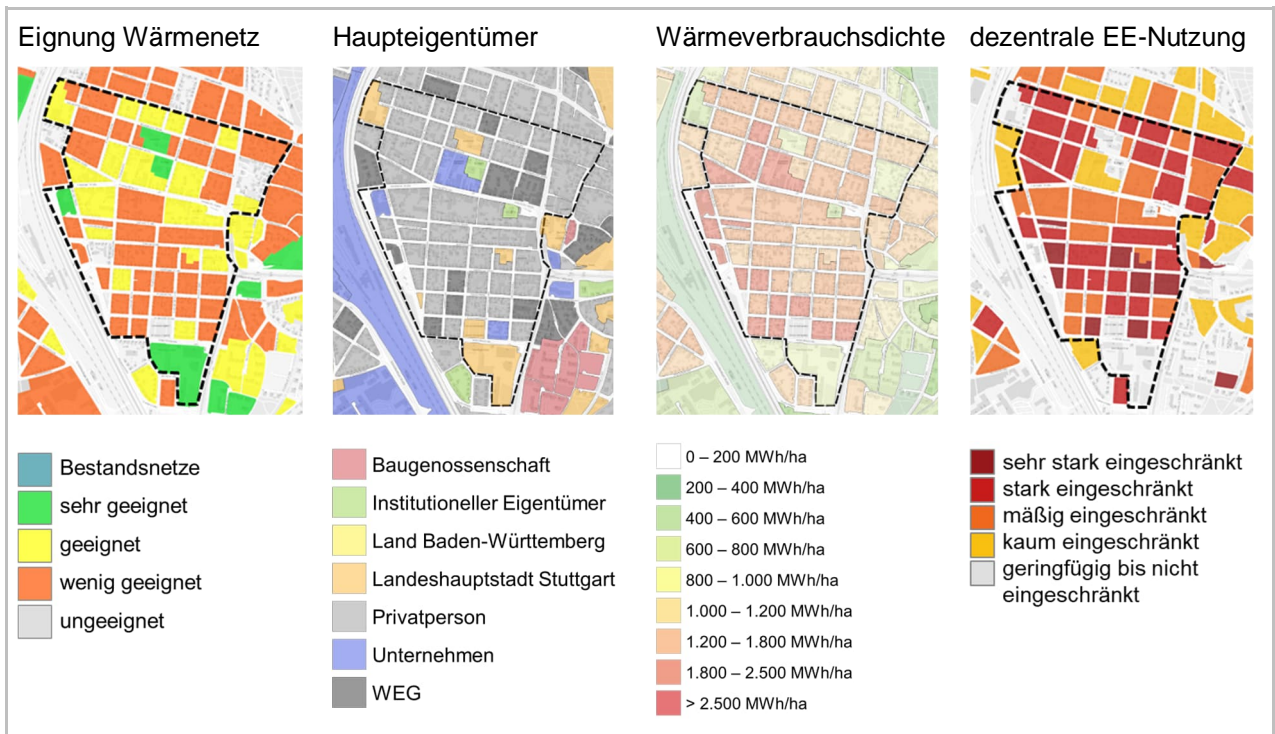 Eignung Wärmenetz
Haupteigentümer
Wärmeverbrauchsdichte
dezentrale EE-Nutzung
Bestandsnetze
sehr geeignet
geeignet
wenig geeignet
ungeeignet
Baugenossenschaft
Institutioneller Eigentümer
Land Baden-Württemberg
Landeshauptstadt Stuttgart
Privatperson
Unternehmen
WEG
0 – 200 MWh/ha
200 – 400 MWh/ha
400 – 600 MWh/ha
600 – 800 MWh/ha
800 – 1.000 MWh/ha
1.000 – 1.200 MWh/ha
1.200 – 1.800 MWh/ha
1.800 – 2.500 MWh/ha
> 2.500 MWh/ha
sehr stark eingeschränkt
stark eingeschränkt
mäßig eingeschränkt
kaum eingeschränkt
geringfügig bis nicht
eingeschränkt